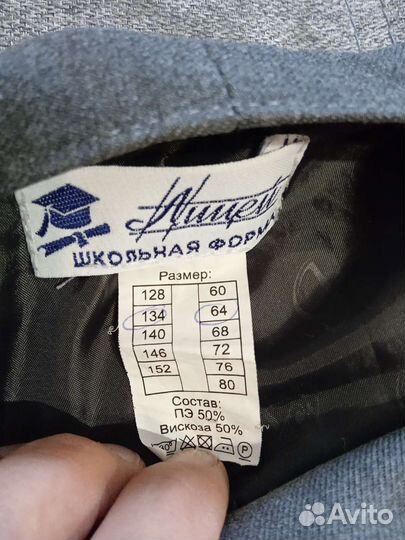 ШКОЛЬНАЯ ФОРМА
Размер:
128 60
134 64
140 68
146 72
152 76
80
Состав:
ПЭ 50%
Вискоза 50%
30° P
Avito